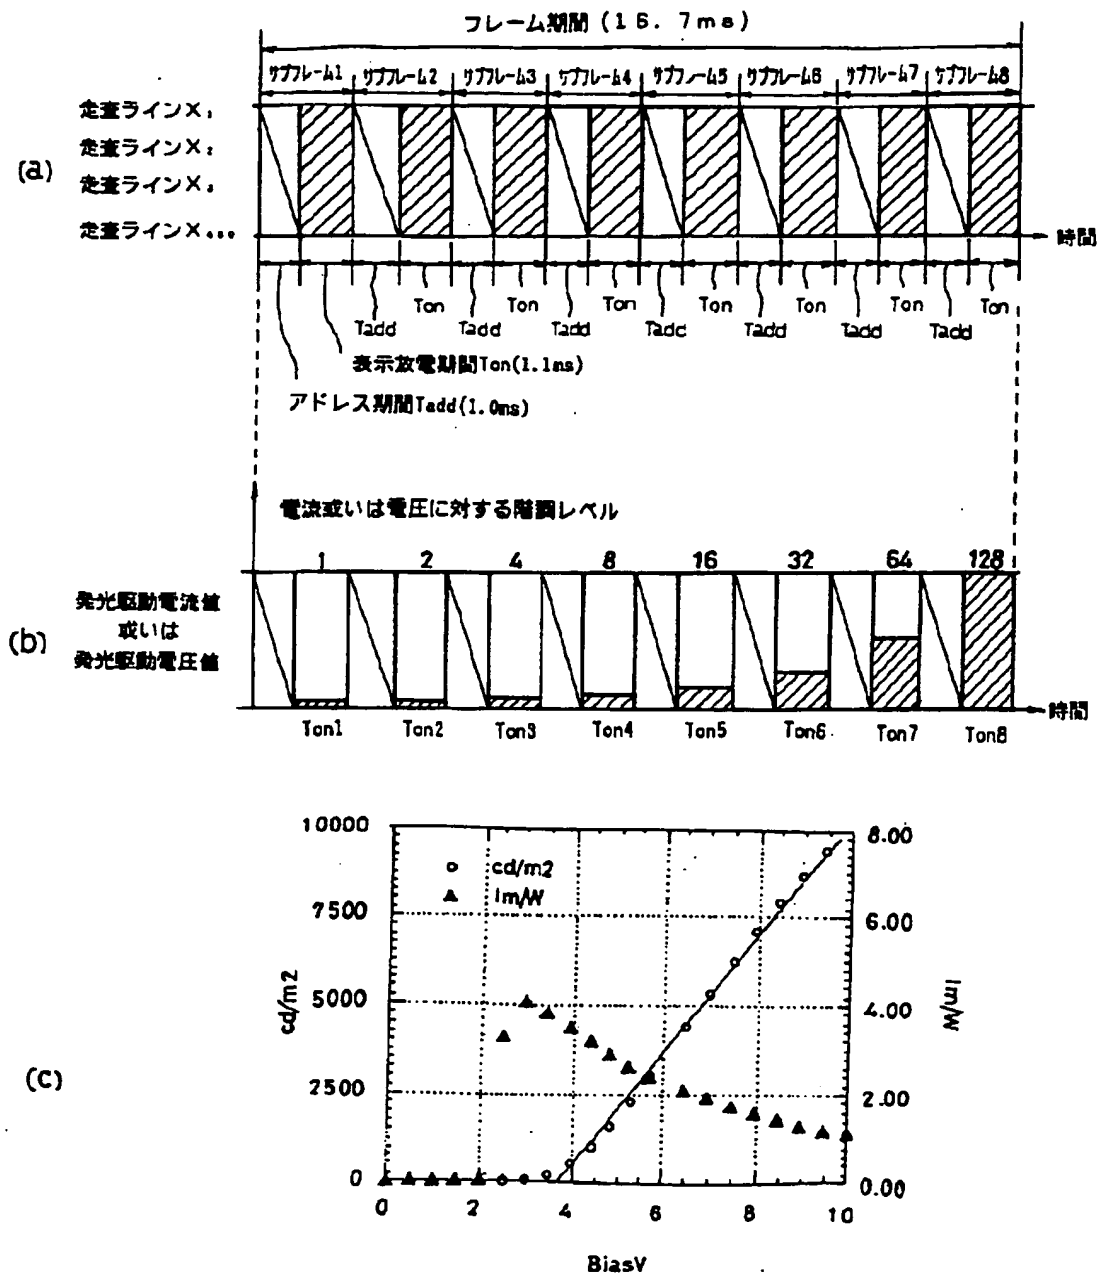 フレーム期間(16.7ms)
サブフレーム1 サブフレーム2 サブフレーム3 サブフレーム4 サブフレーム5 サブフレーム6 サブフレーム7 サブフレーム8
(a)
走査ラインX₁
走査ラインX₂
走査ラインX₃
走査ラインX...
時間
Ton Ton Ton Ton Ton Ton Ton
Tadd Tadd Tadd Tadd Tadd Tadd Tadd
表示放電期間Ton(1.1ms)
アドレス期間Tadd(1.0ms)
電流或いは電圧に対する階調レベル
1 2 4 8 16 32 64 128
(b)
発光駆動電流値
或いは
発光駆動電圧値
時間
Ton1 Ton2 Ton3 Ton4 Ton5 Ton6 Ton7 Ton8
(c)
10000
7500
5000
2500
0
cd/m2
cd/m2
lm/W
8.00
6.00
4.00
2.00
0.00
lm/W
0 2 4 6 8 10
BiasV